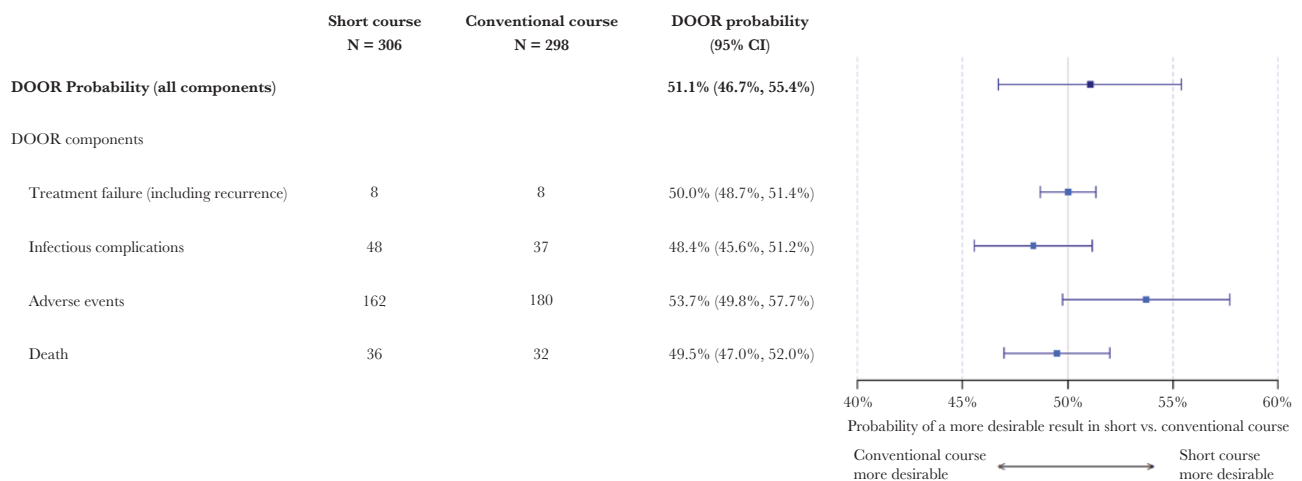 Short course Conventional course DOOR probability
N = 306 N = 298 (95% CI)
DOOR Probability (all components) 51.1% (46.7%, 55.4%)
DOOR components
Treatment failure (including recurrence) 8 8 50.0% (48.7%, 51.4%)
Infectious complications 48 37 48.4% (45.6%, 51.2%)
Adverse events 162 180 53.7% (49.8%, 57.7%)
Death 36 32 49.5% (47.0%, 52.0%)
40% 45% 50% 55% 60%
Probability of a more desirable result in short vs. conventional course
Conventional course Short course
more desirable more desirable